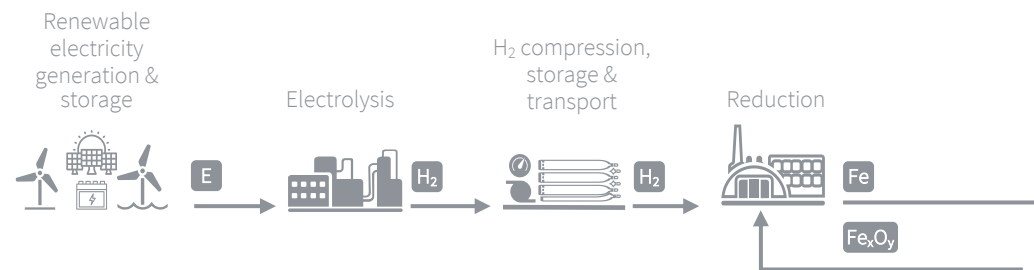 Renewable
electricity
generation &
storage
Electrolysis
H₂ compression,
storage &
transport
Reduction
E
H₂
H₂
Fe
FeₓOᵧ